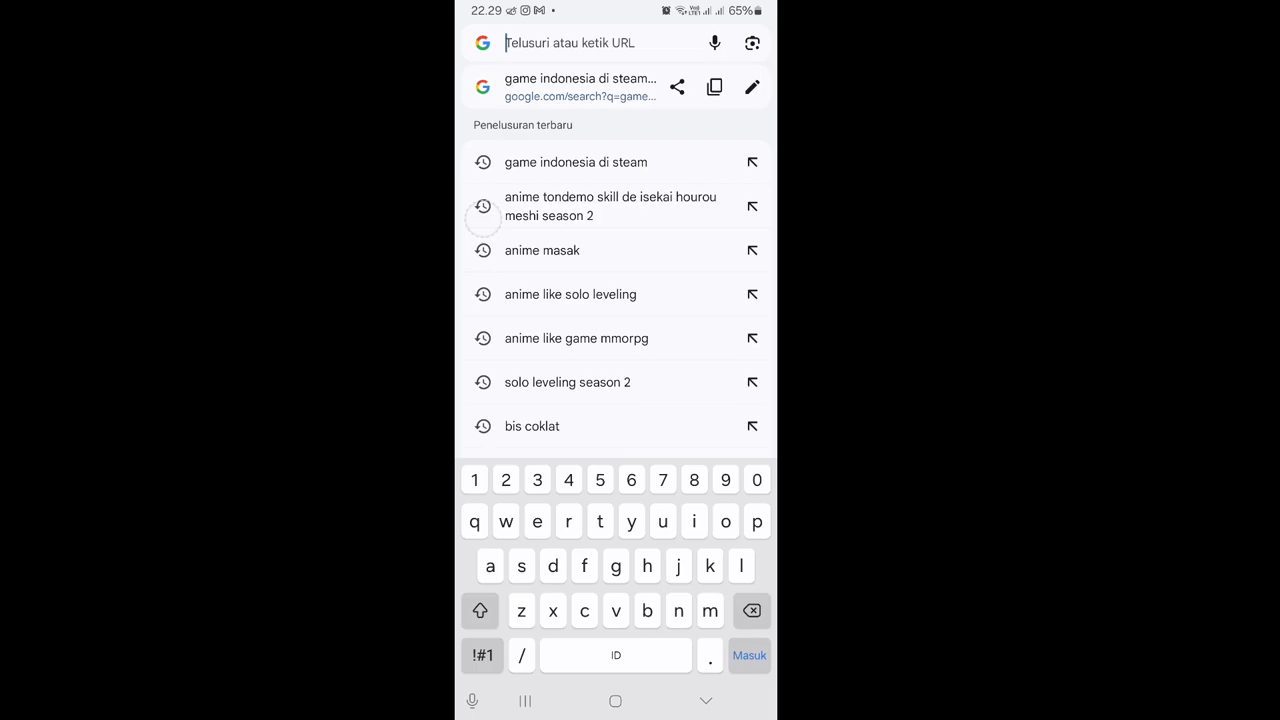 22.29 65%
Telusuri atau ketik URL
game indonesia di steam...
google.com/search?q=game...
Penelusuran terbaru
game indonesia di steam
anime tondemo skill de isekai hourou
meshi season 2
anime masak
anime like solo leveling
anime like game mmorpg
solo leveling season 2
bis coklat
1 2 3 4 5 6 7 8 9 0
q w e r t y u i o p
a s d f g h j k l
z x c v b n m
!#1 / ID . Masuk